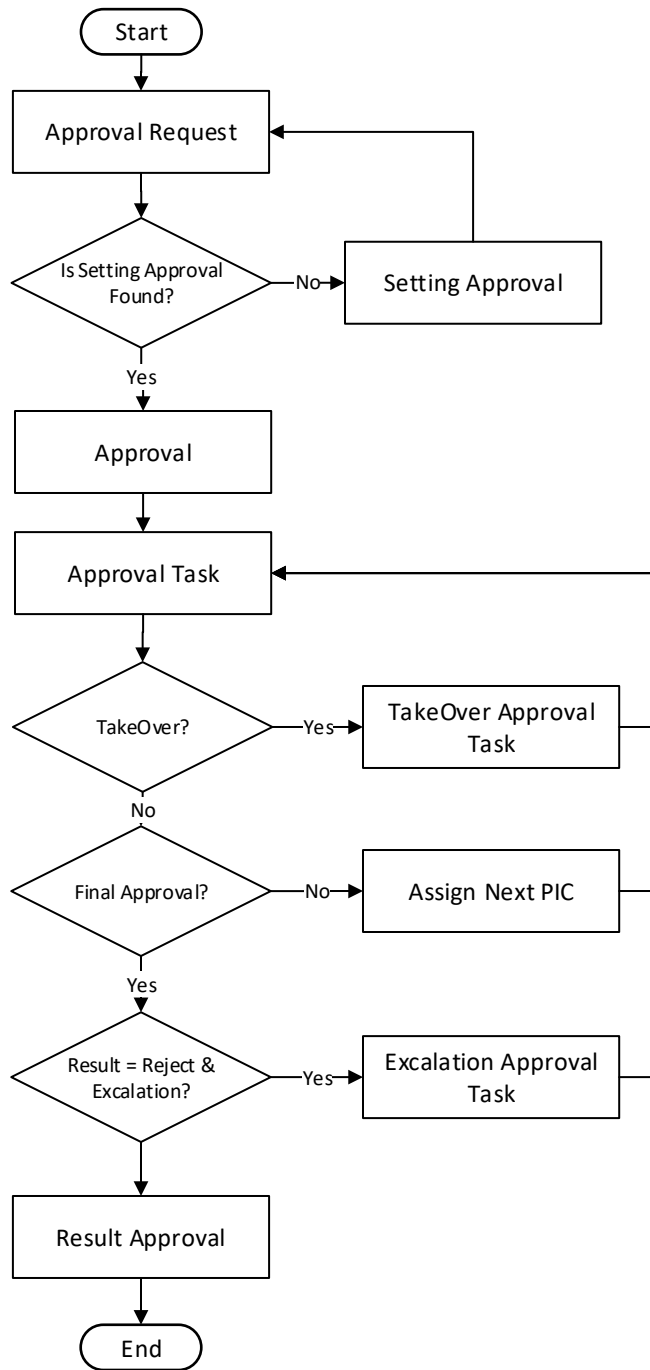 Start
Approval Request
Is Setting Approval
Found?
No
Setting Approval
Yes
Approval
Approval Task
TakeOver?
Yes
TakeOver Approval
Task
No
Final Approval?
No
Assign Next PIC
Yes
Result = Reject &
Excalation?
Yes
Excalation Approval
Task
Result Approval
End